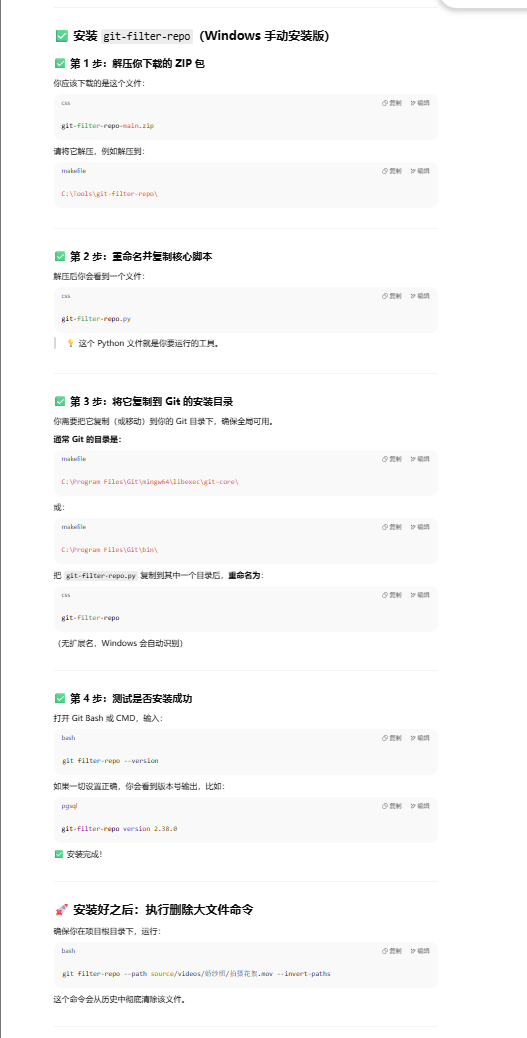 ✅ 安装 git-filter-repo（Windows 手动安装版）
✅ 第 1 步：解压你下载的 ZIP 包
你应该下载的是这个文件：
css 复制 编辑
git-filter-repo-main.zip
请将它解压，例如解压到：
makefile 复制 编辑
C:\Tools\git-filter-repo\
✅ 第 2 步：重命名并复制核心脚本
解压后你会看到一个文件：
css 复制 编辑
git-filter-repo.py
💡 这个 Python 文件就是你要运行的工具。
✅ 第 3 步：将它复制到 Git 的安装目录
你需要把它复制（或移动）到你的 Git 目录下，确保全局可用。
通常 Git 的目录是：
makefile 复制 编辑
C:\Program Files\Git\mingw64\libexec\git-core\
或：
makefile 复制 编辑
C:\Program Files\Git\bin\
把 git-filter-repo.py 复制到其中一个目录后，重命名为：
css 复制 编辑
git-filter-repo
（无扩展名，Windows 会自动识别）
✅ 第 4 步：测试是否安装成功
打开 Git Bash 或 CMD，输入：
bash 复制 编辑
git filter-repo --version
如果一切设置正确，你会看到版本号输出，比如：
pgsql 复制 编辑
git-filter-repo version 2.38.0
✅ 安装完成！
🚀 安装好之后：执行删除大文件命令
确保你在项目根目录下，运行：
bash 复制 编辑
git filter-repo --path source/videos/婚纱照/拍摄花絮.mov --invert-paths
这个命令会从历史中彻底清除该文件。